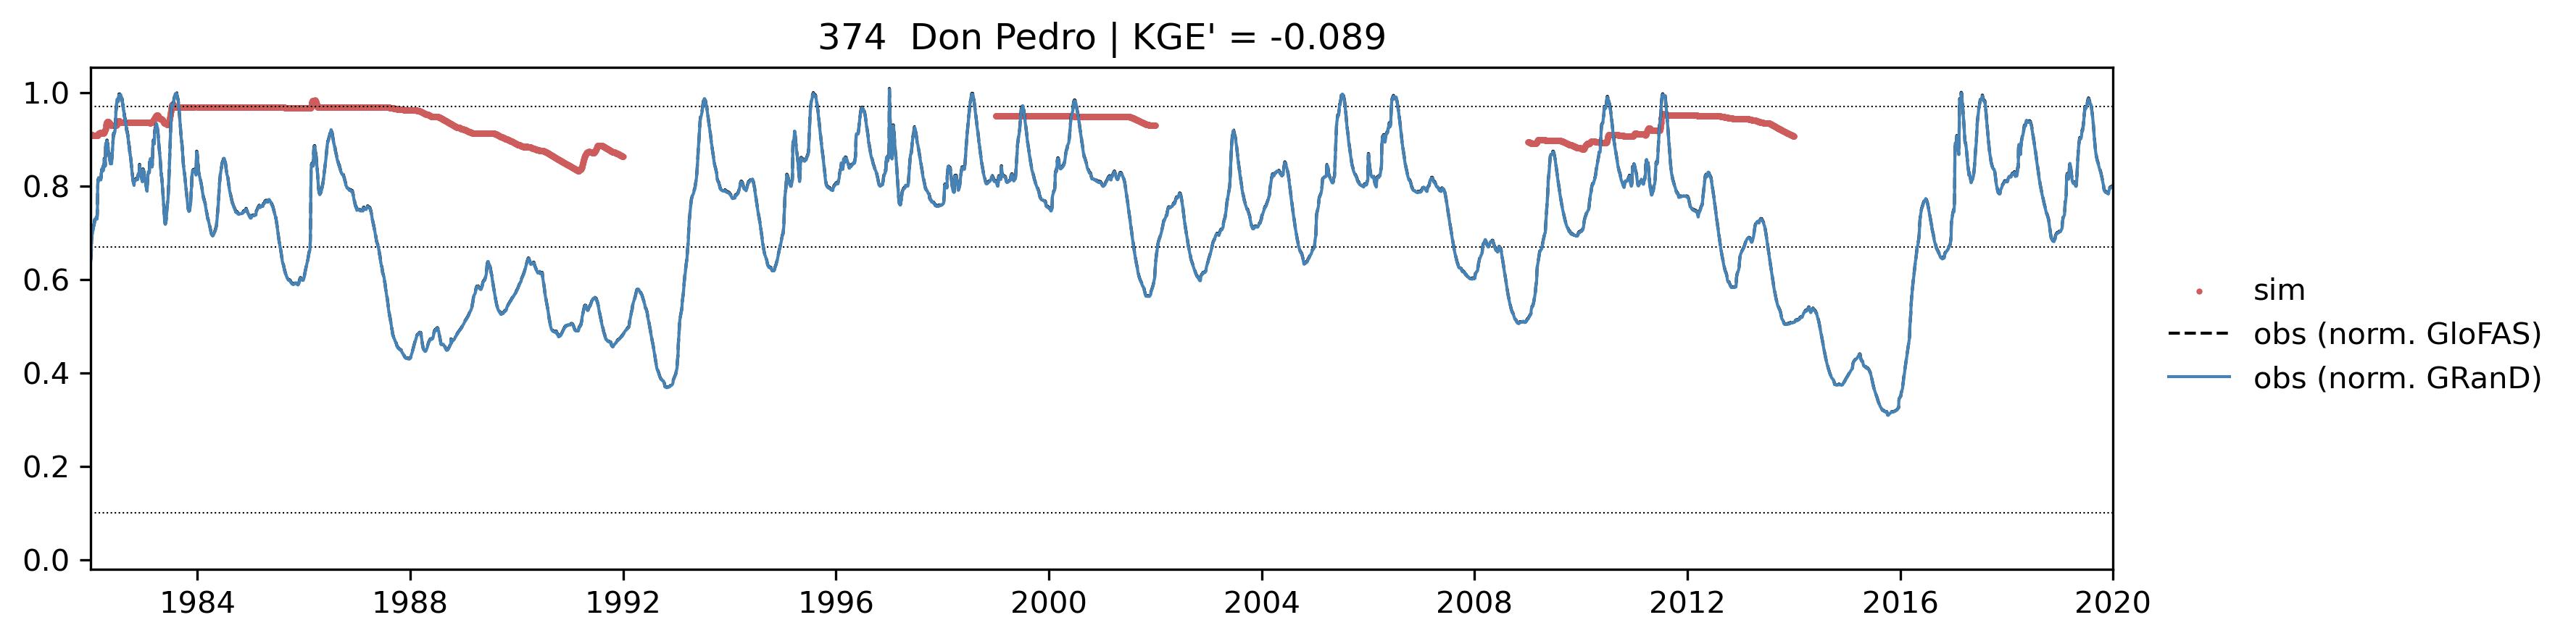 374 Don Pedro | KGE' = -0.089
1.0
0.8
0.6
0.4
0.2
0.0
1984 1988 1992 1996 2000 2004 2008 2012 2016 2020
sim
obs (norm. GloFAS)
obs (norm. GRanD)